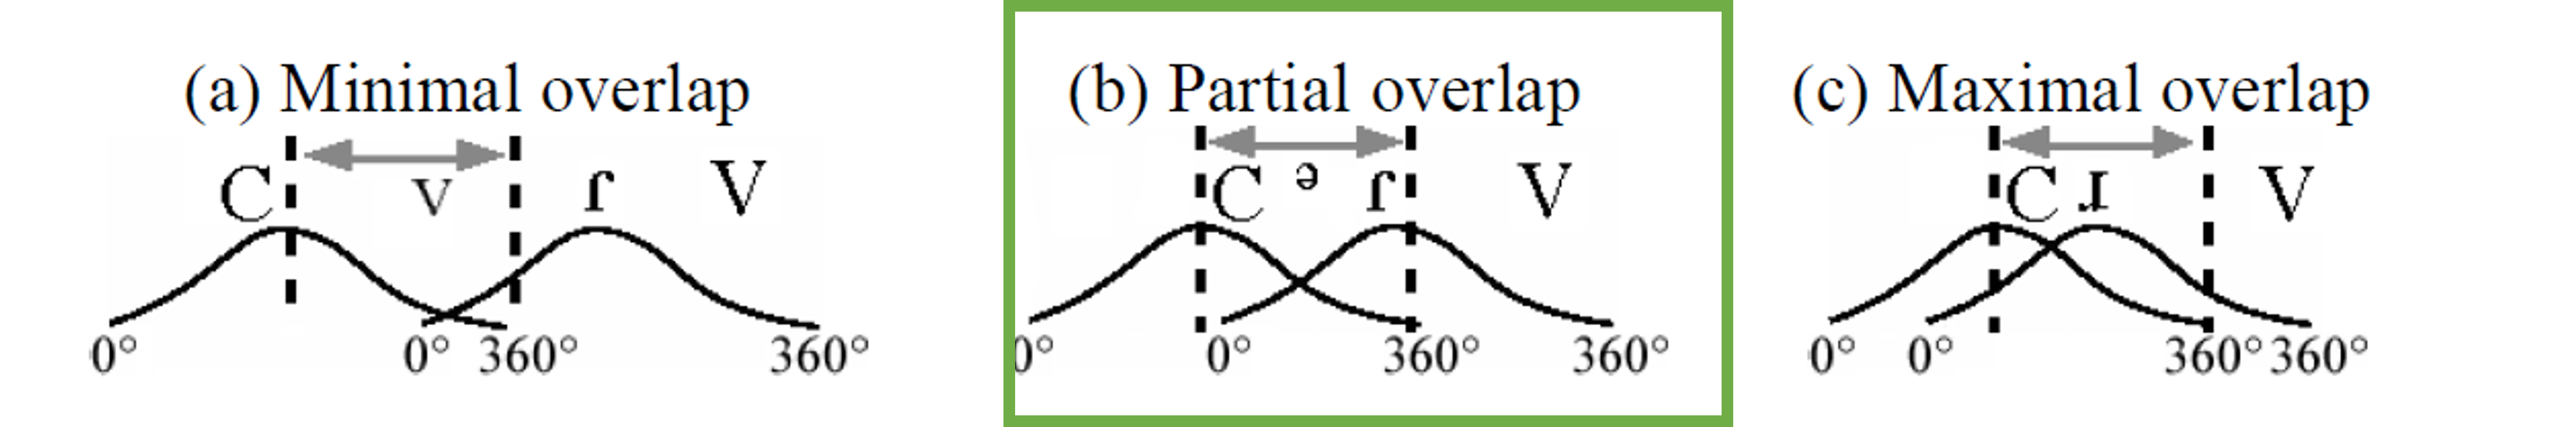 (a) Minimal overlap
C V ɾ V
0° 0° 360° 360°
(b) Partial overlap
C ə ɾ V
0° 0° 360° 360°
(c) Maximal overlap
C ɾ V
0° 0° 360° 360°